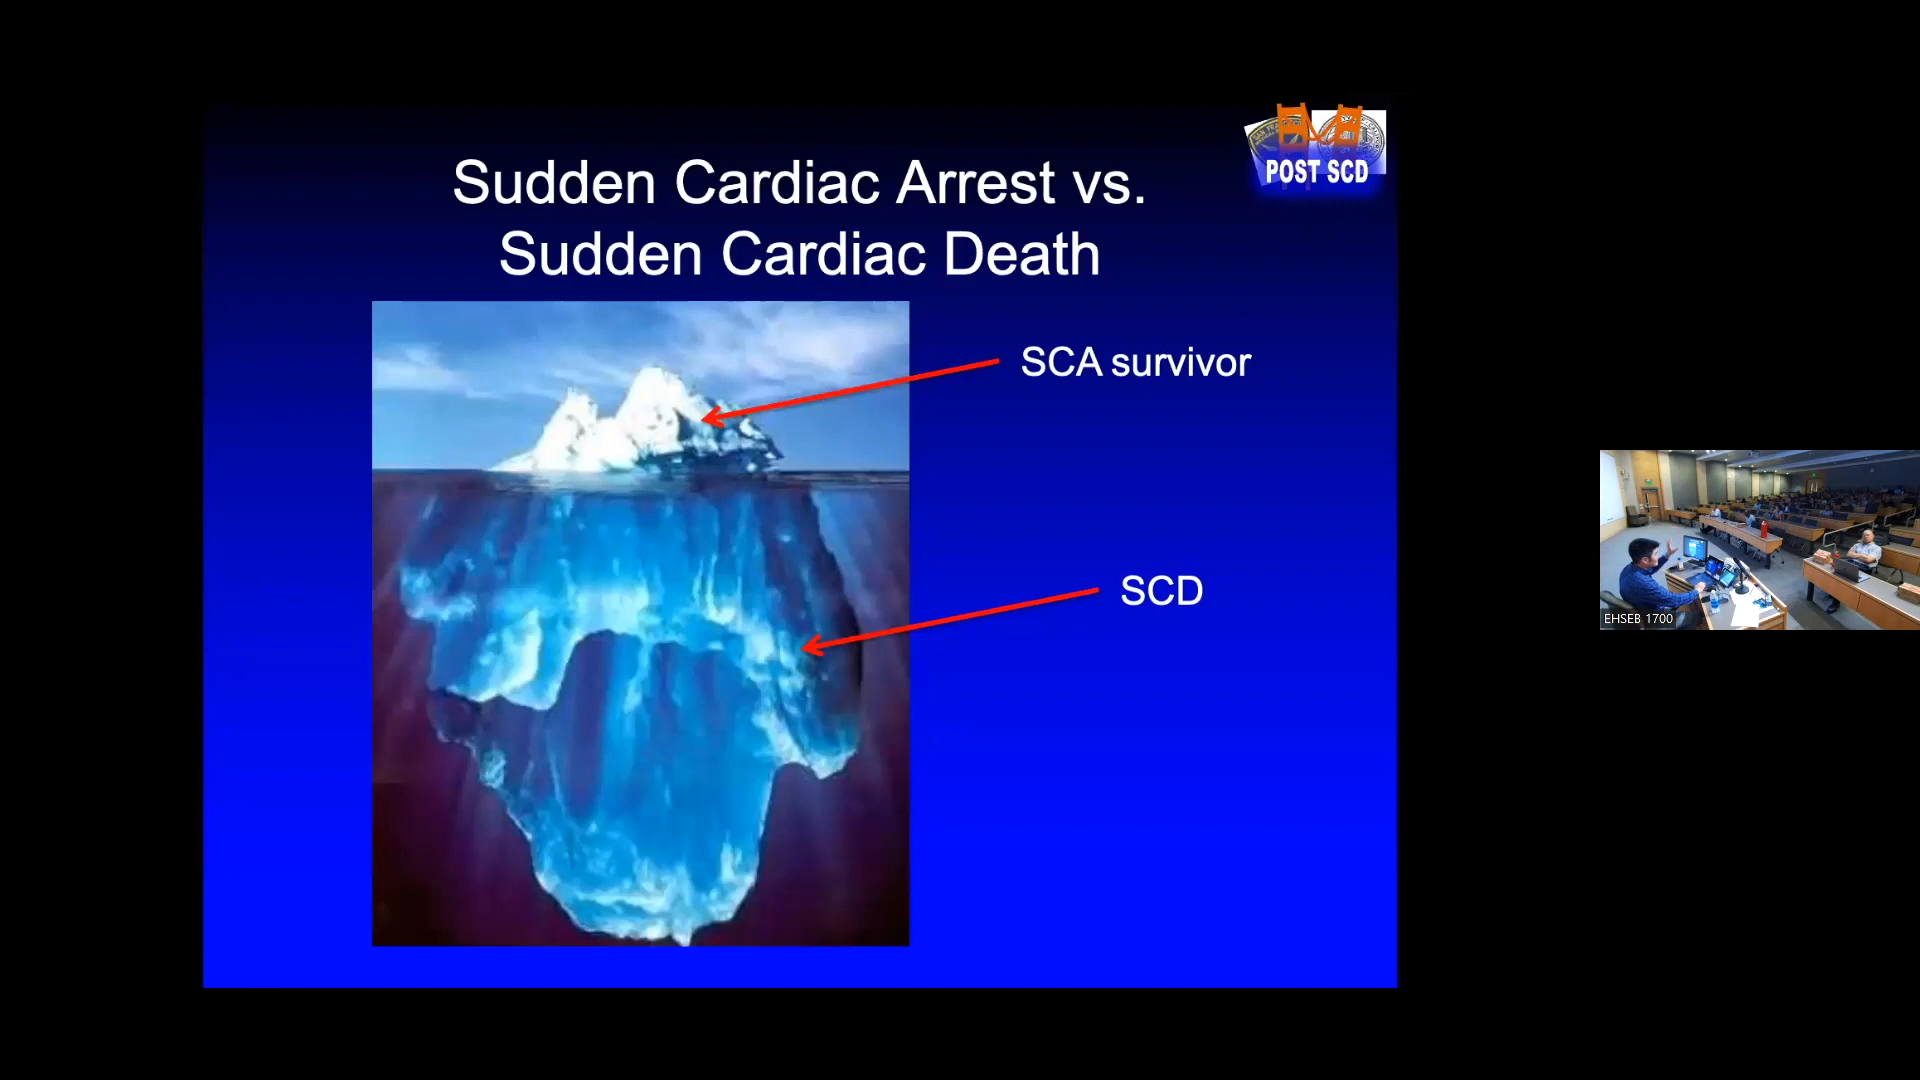 POST SCD
Sudden Cardiac Arrest vs.
Sudden Cardiac Death
SCA survivor
SCD
EHSEB 1700